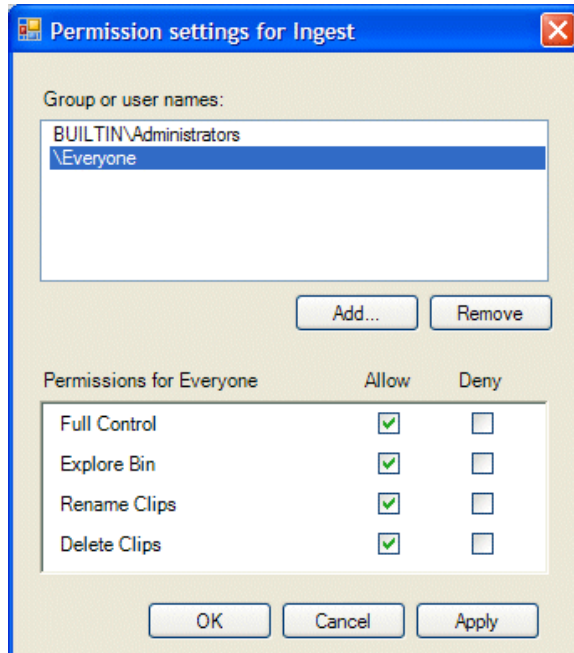 Permission settings for Ingest
Group or user names:
BUILTIN\Administrators
\Everyone
Add... Remove
Permissions for Everyone Allow Deny
Full Control
Explore Bin
Rename Clips
Delete Clips
OK Cancel Apply